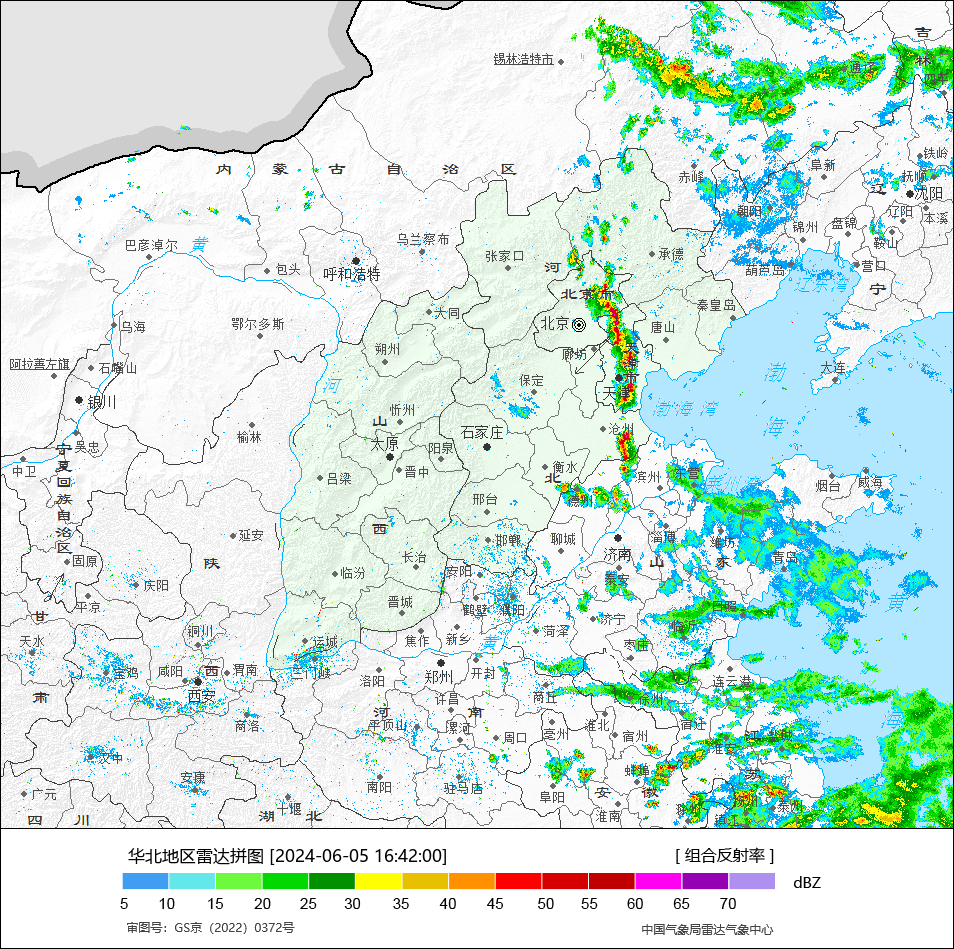 吉
林
锡林浩特市
通辽
四平
内 蒙 古 自 治 区
赤峰
阜新
铁岭
抚顺
辽
沈阳
朝阳
辽阳
本溪
锦州
盘锦
鞍山
巴彦淖尔
黄
乌兰察布
张家口
承德
包头
呼和浩特
河
葫芦岛
营口
辽东湾
宁
北
北京市
秦皇岛
大同
北京
唐山
乌海
鄂尔多斯
天
津
市
廊坊
朔州
阿拉善左旗
石嘴山
保定
天津
渤
大连
河
银川
忻州
渤海湾
海
山
沧州
榆林
石家庄
太原
阳泉
吴忠
宁
夏
回
族
自
治
区
中卫
晋中
衡水
北
滨州
东营
吕梁
烟台
威海
邢台
德州
西
延安
邯郸
聊城
淄博
潍坊
济南
山 东
青岛
固原
陕
长治
临汾
安阳
泰安
庆阳
平凉
甘
晋城
鹤壁
濮阳
黄
日照
济宁
临沂
铜川
天水
运城
焦作
新乡
菏泽
枣庄
黄
宝鸡
咸阳
西
渭南
三门峡
洛阳
郑州
开封
连云港
肃
西安
商丘
徐州
许昌
河 南
商洛
平顶山
漯河
周口
亳州
淮北
宿州
宿迁
海
江
淮安
汉中
安康
南阳
驻马店
蚌埠
苏
广元
阜阳
安 徽
扬州
泰州
四 川
湖 北
十堰
淮南
滁州
镇江
华北地区雷达拼图 [2024-06-05 16:42:00]
[ 组合反射率 ]
dBZ
5 10 15 20 25 30 35 40 45 50 55 60 65 70
审图号：GS京（2022）0372号
中国气象局雷达气象中心